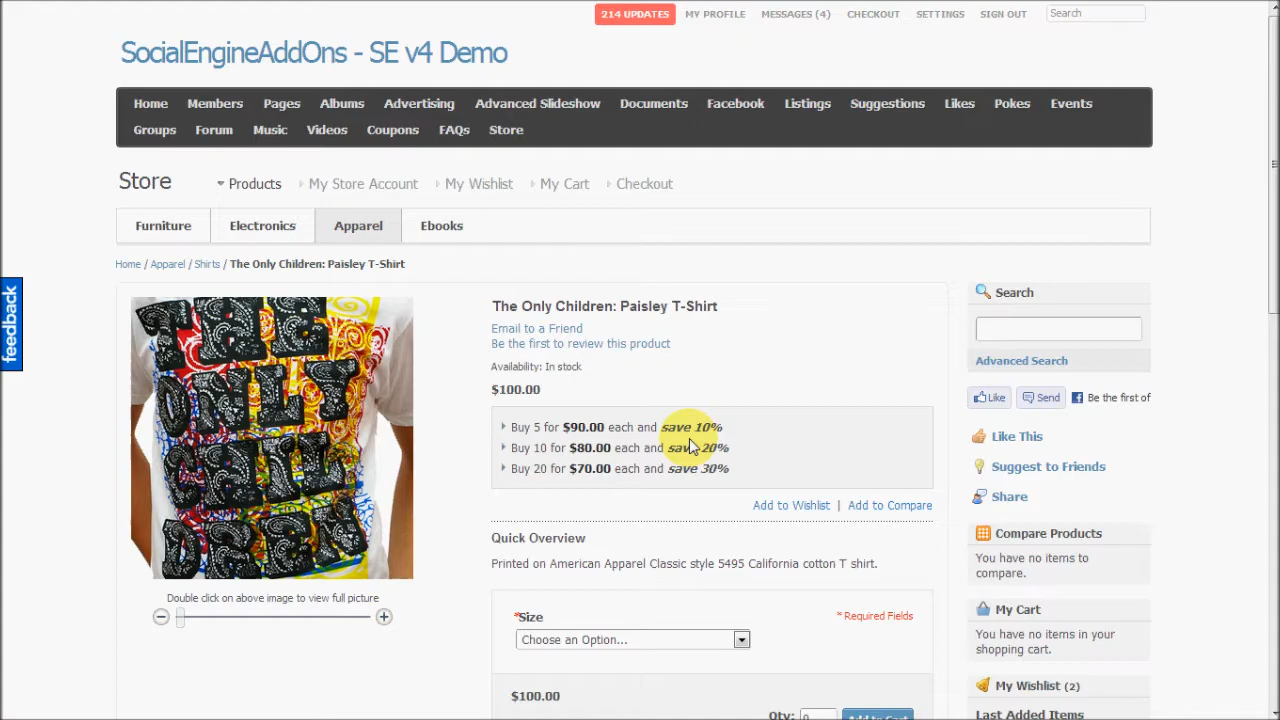 214 UPDATES MY PROFILE MESSAGES (4) CHECKOUT SETTINGS SIGN OUT Search
SocialEngineAddOns - SE v4 Demo
Home Members Pages Albums Advertising Advanced Slideshow Documents Facebook Listings Suggestions Likes Pokes Events
Groups Forum Music Videos Coupons FAQs Store
Store Products My Store Account My Wishlist My Cart Checkout
Furniture Electronics Apparel Ebooks
Home / Apparel / Shirts / The Only Children: Paisley T-Shirt
feedback
THE
ONLY
CHILD
REN
Double click on above image to view full picture
The Only Children: Paisley T-Shirt
Email to a Friend
Be the first to review this product
Availability: In stock
$100.00
Buy 5 for $90.00 each and save 10%
Buy 10 for $80.00 each and save 20%
Buy 20 for $70.00 each and save 30%
Add to Wishlist | Add to Compare
Quick Overview
Printed on American Apparel Classic style 5495 California cotton T shirt.
*Size
* Required Fields
Choose an Option...
$100.00
Qty: 0 Add to Cart
Search
Advanced Search
Like Send Be the first of
Like This
Suggest to Friends
Share
Compare Products
You have no items to
compare.
My Cart
You have no items in your
shopping cart.
My Wishlist (2)
Last Added Items